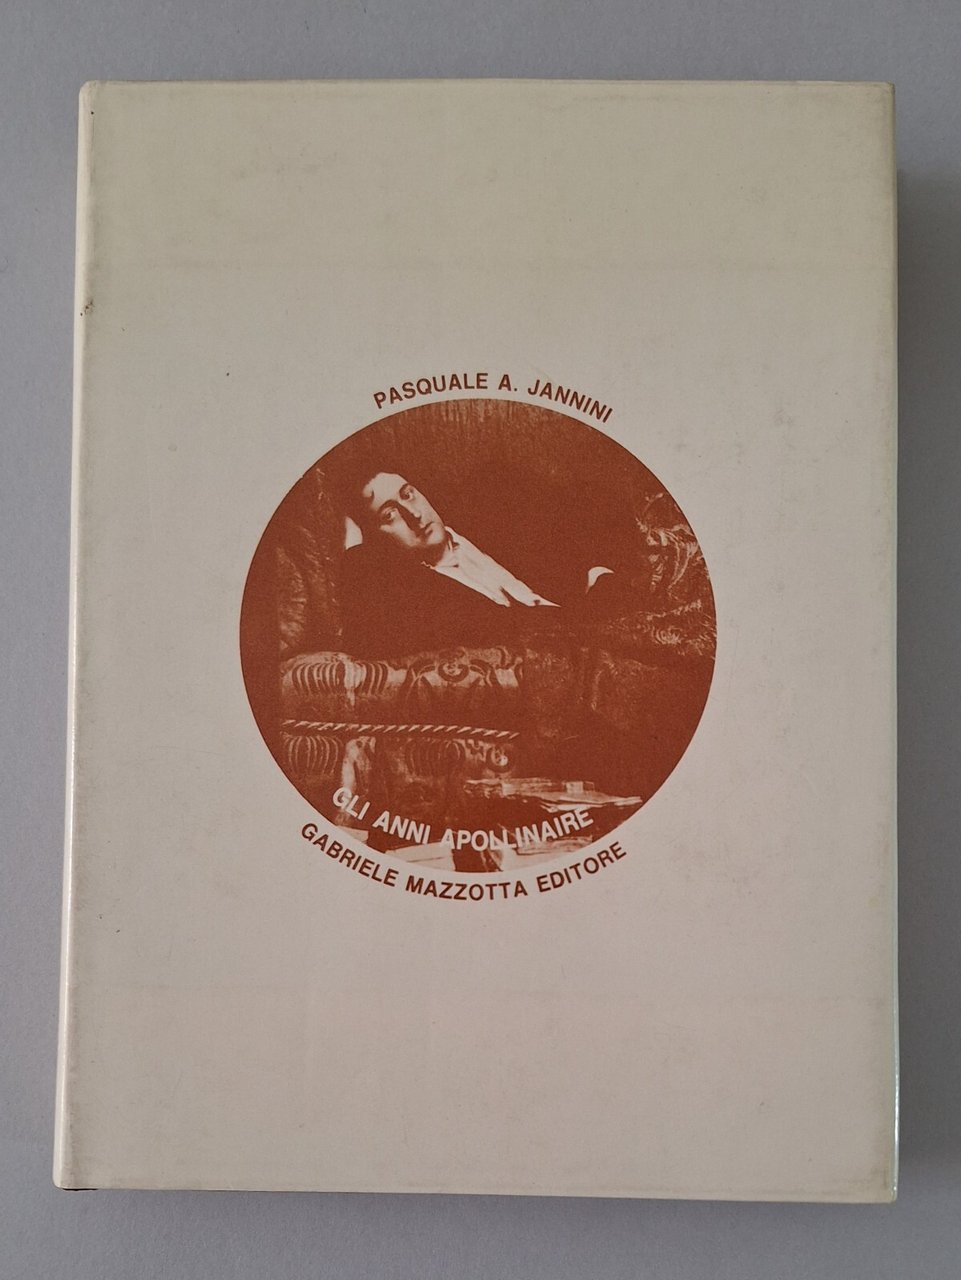 PASQUALE A. JANNINI
GLI ANNI APOLLINAIRE
GABRIELE MAZZOTTA EDITORE